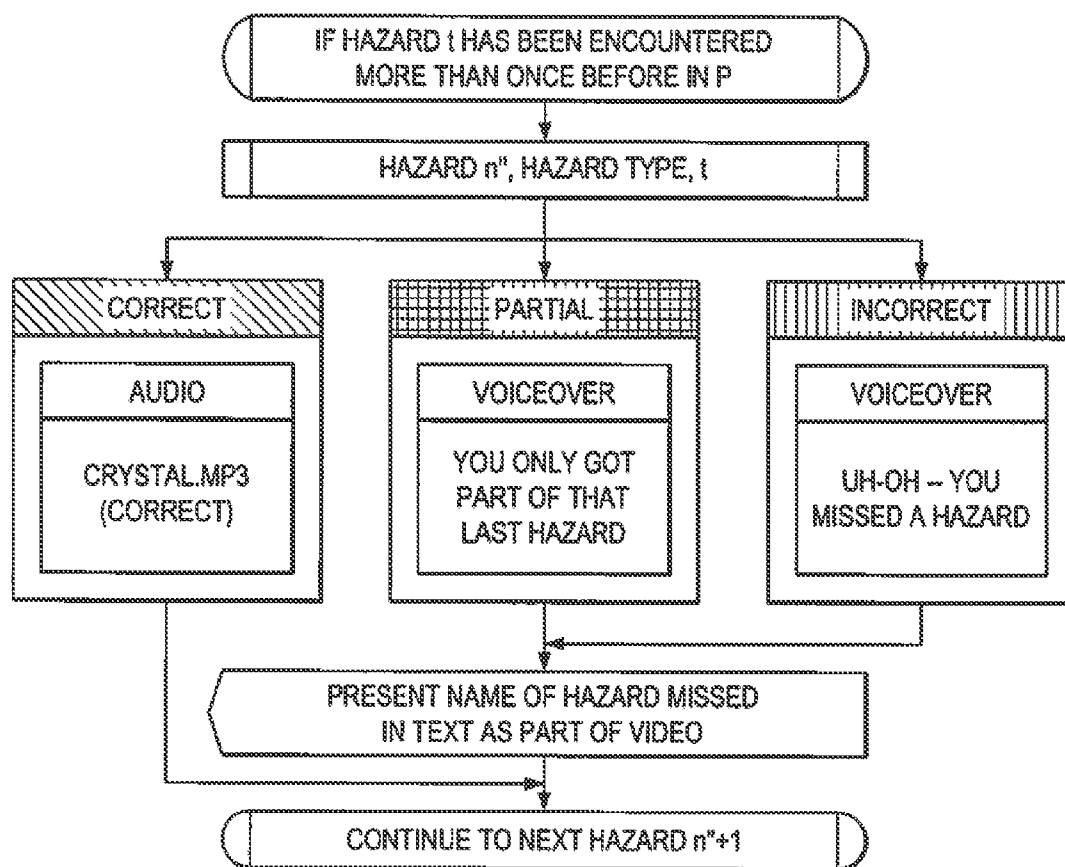 IF HAZARD t HAS BEEN ENCOUNTERED
MORE THAN ONCE BEFORE IN P
HAZARD n", HAZARD TYPE, t
CORRECT
AUDIO
CRYSTAL.MP3
(CORRECT)
PARTIAL
VOICEOVER
YOU ONLY GOT
PART OF THAT
LAST HAZARD
INCORRECT
VOICEOVER
UH-OH – YOU
MISSED A HAZARD
PRESENT NAME OF HAZARD MISSED
IN TEXT AS PART OF VIDEO
CONTINUE TO NEXT HAZARD n"+1